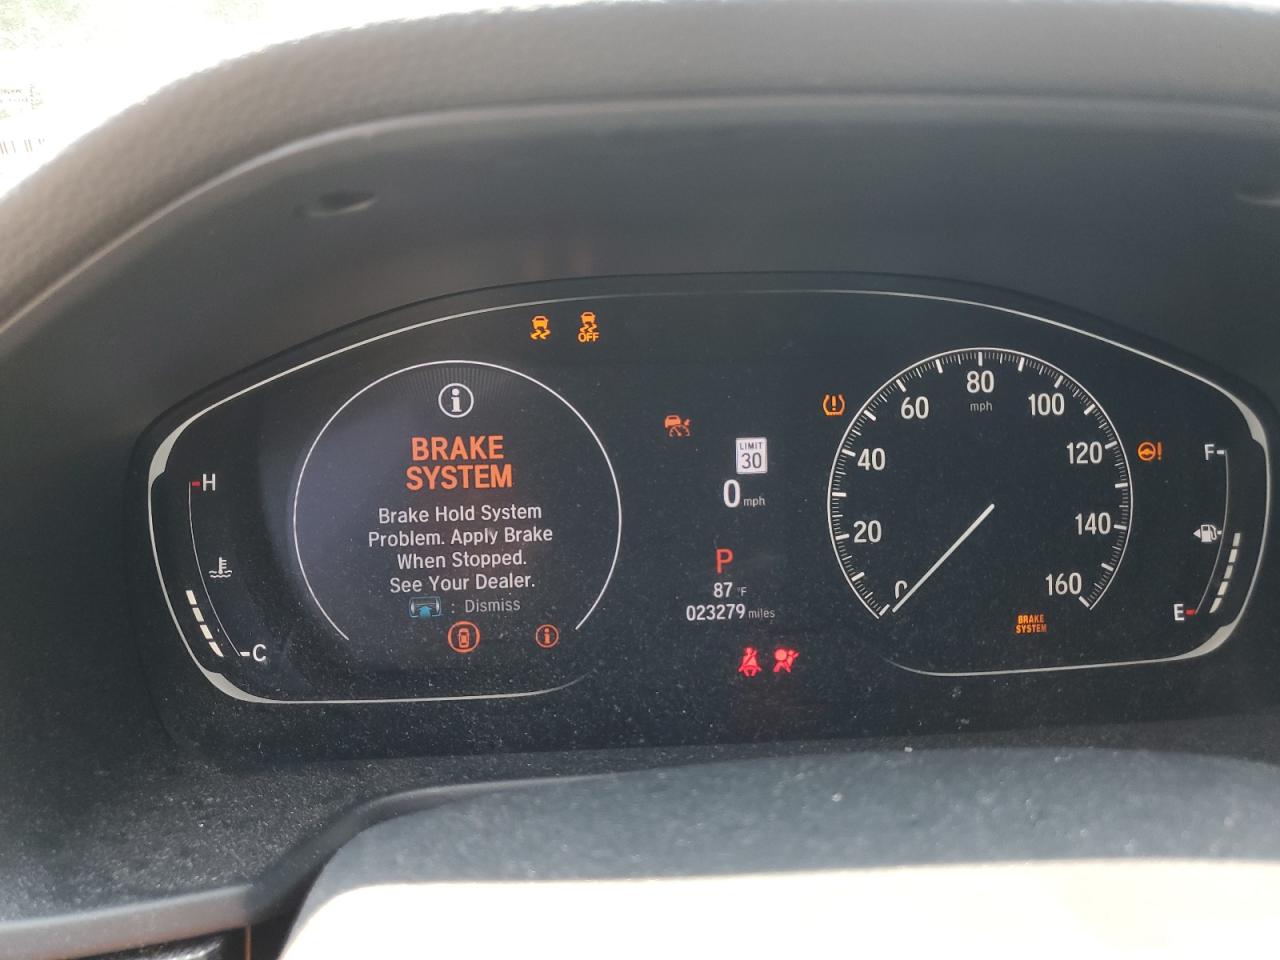 OFF
BRAKE
SYSTEM
Brake Hold System
Problem. Apply Brake
When Stopped.
See Your Dealer.
: Dismiss
H
C
LIMIT
30
0 mph
P
87 °F
023279 miles
0
20
40
60
80
100
120
140
160
mph
BRAKE
SYSTEM
F
E